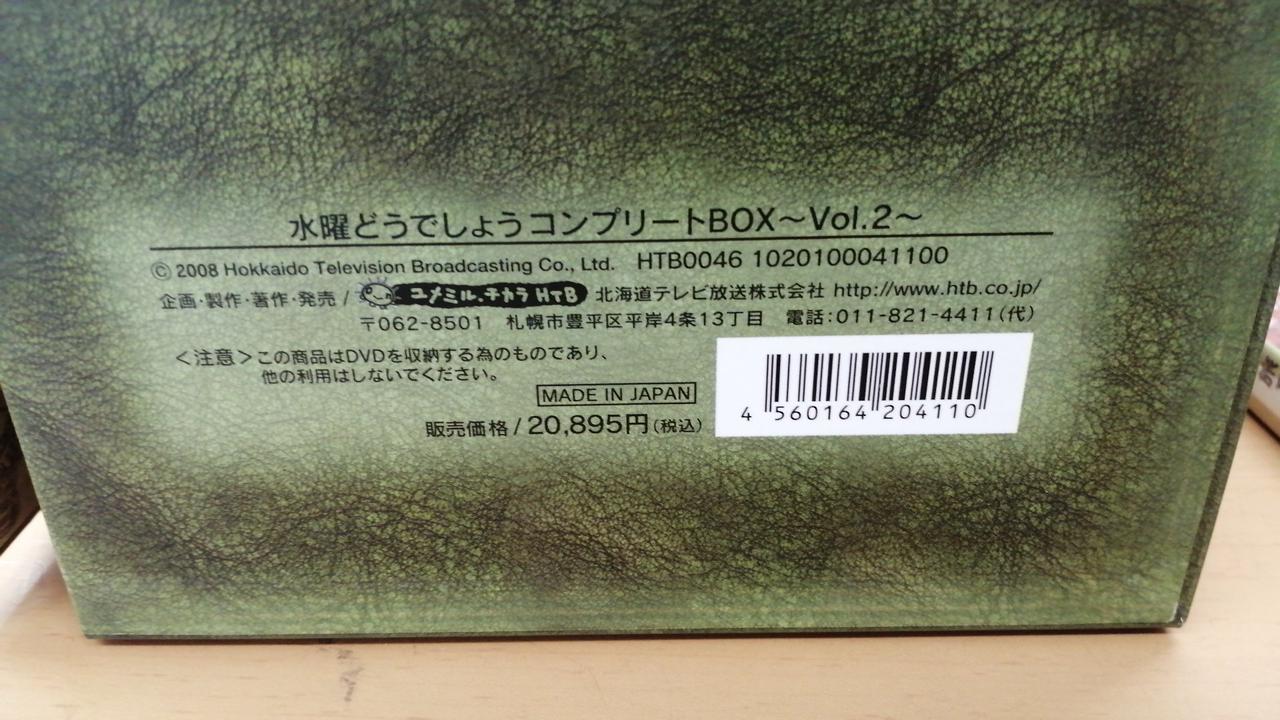 水曜どうでしょうコンプリートBOX～Vol.2～
© 2008 Hokkaido Television Broadcasting Co., Ltd. HTB0046 1020100041100
企画・製作・著作・発売 / ユメミル、チカラ HTB 北海道テレビ放送株式会社 http://www.htb.co.jp/
〒062-8501 札幌市豊平区平岸4条13丁目 電話:011-821-4411(代)
＜注意＞この商品はDVDを収納する為のものであり、
他の利用はしないでください。
MADE IN JAPAN
販売価格 / 20,895円(税込)
4 560164 204110